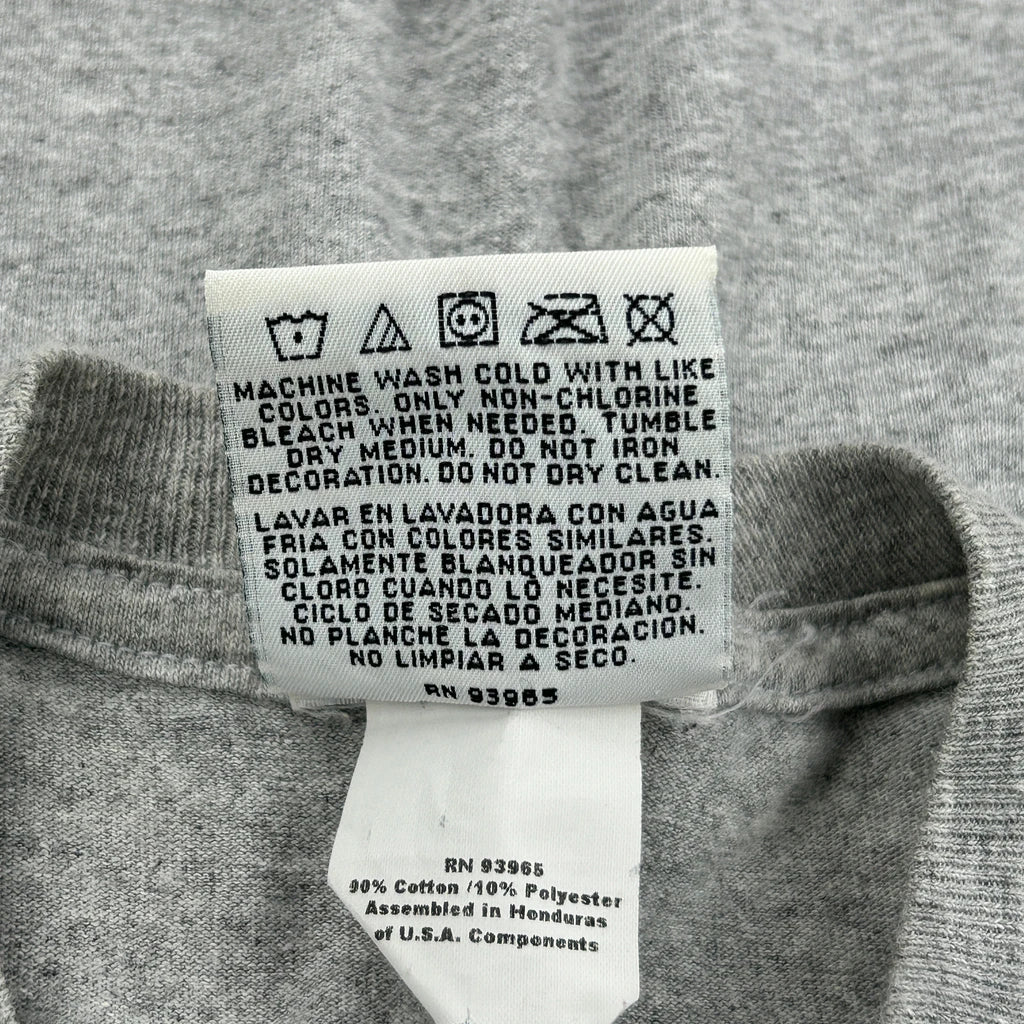 MACHINE WASH COLD WITH LIKE
COLORS. ONLY NON-CHLORINE
BLEACH WHEN NEEDED. TUMBLE
DRY MEDIUM. DO NOT IRON
DECORATION. DO NOT DRY CLEAN.
LAVAR EN LAVADORA CON AGUA
FRIA CON COLORES SIMILARES.
SOLAMENTE BLANQUEADOR SIN
CLORO CUANDO LO NECESITE.
CICLO DE SECADO MEDIANO.
NO PLANCHE LA DECORACION.
NO LIMPIAR A SECO.
RN 93965
RN 93965
90% Cotton /10% Polyester
Assembled in Honduras
of U.S.A. Components